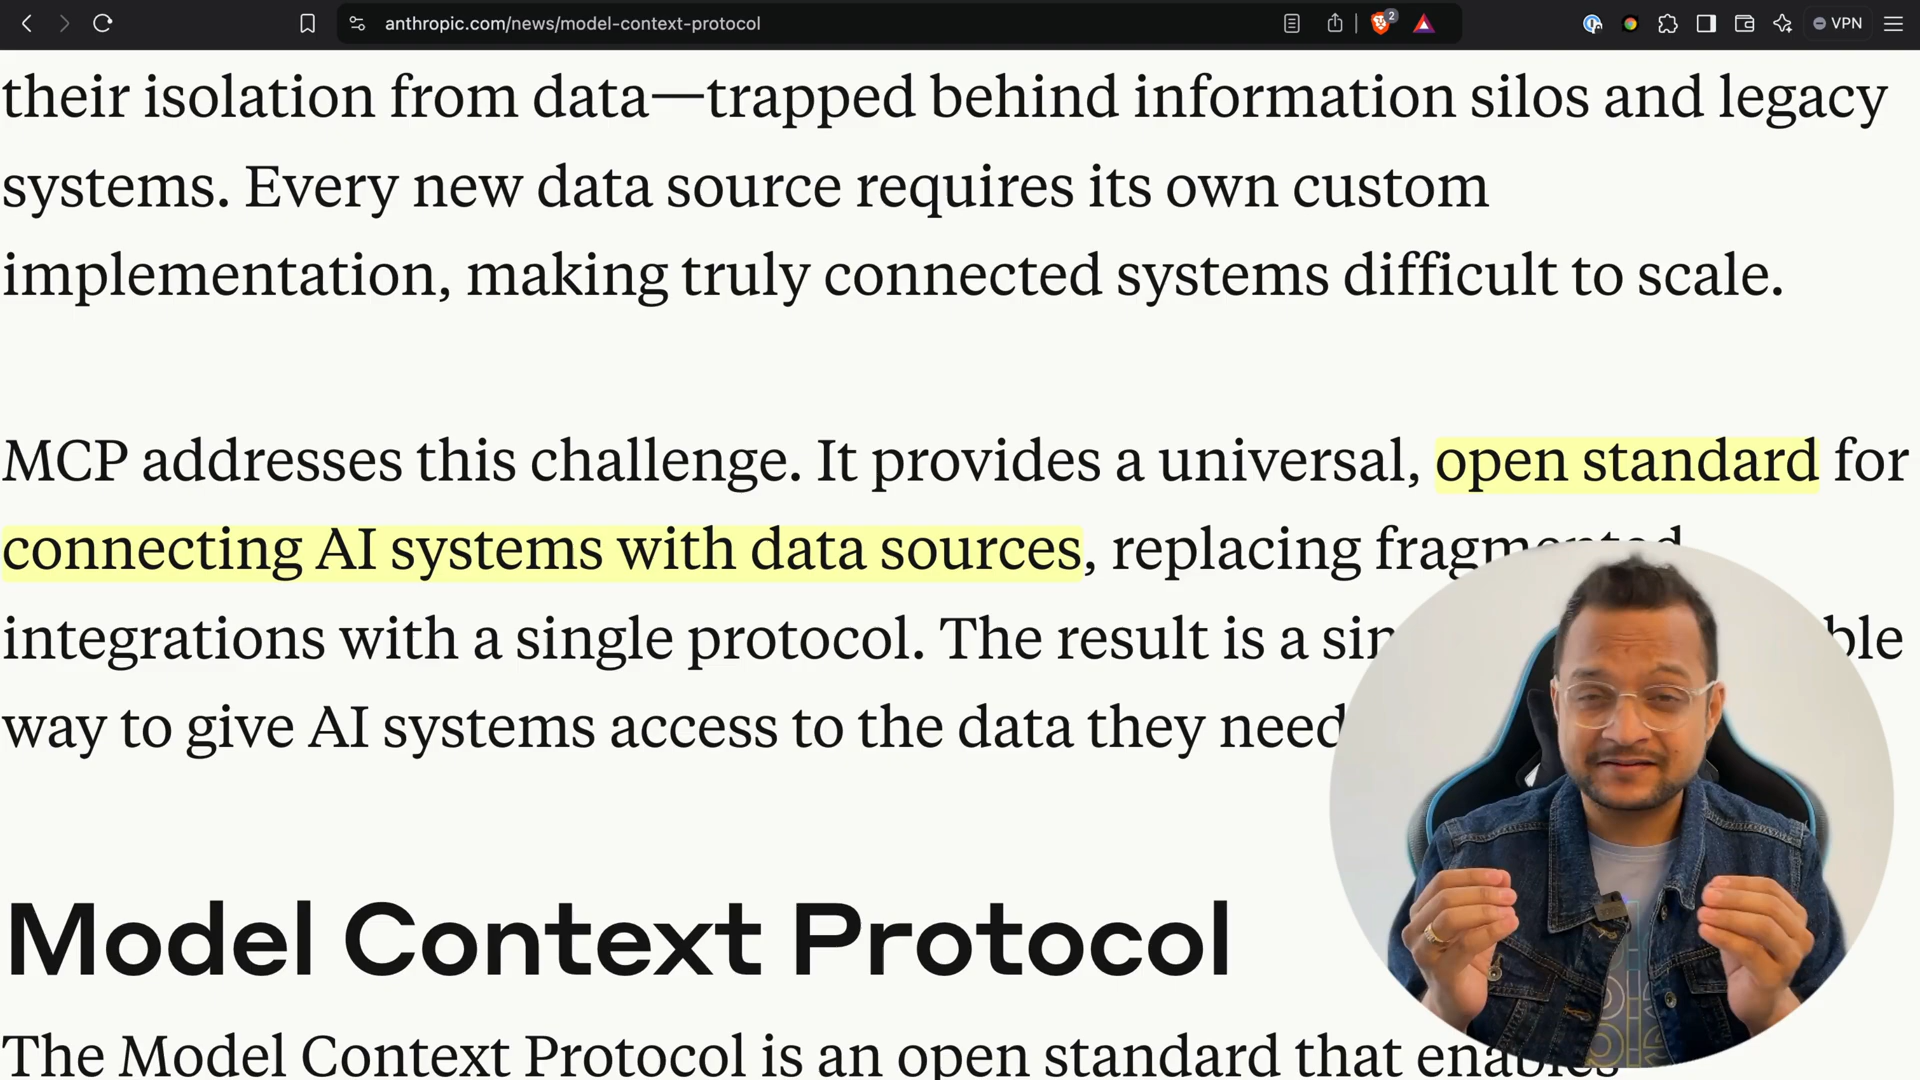 anthropic.com/news/model-context-protocol
2
VPN
their isolation from data—trapped behind information silos and legacy
systems. Every new data source requires its own custom
implementation, making truly connected systems difficult to scale.
MCP addresses this challenge. It provides a universal, open standard for
connecting AI systems with data sources, replacing fragmented
integrations with a single protocol. The result is a
way to give AI systems access to the data they need
Model Context Protocol
The Model Context Protocol is an open standard that enables